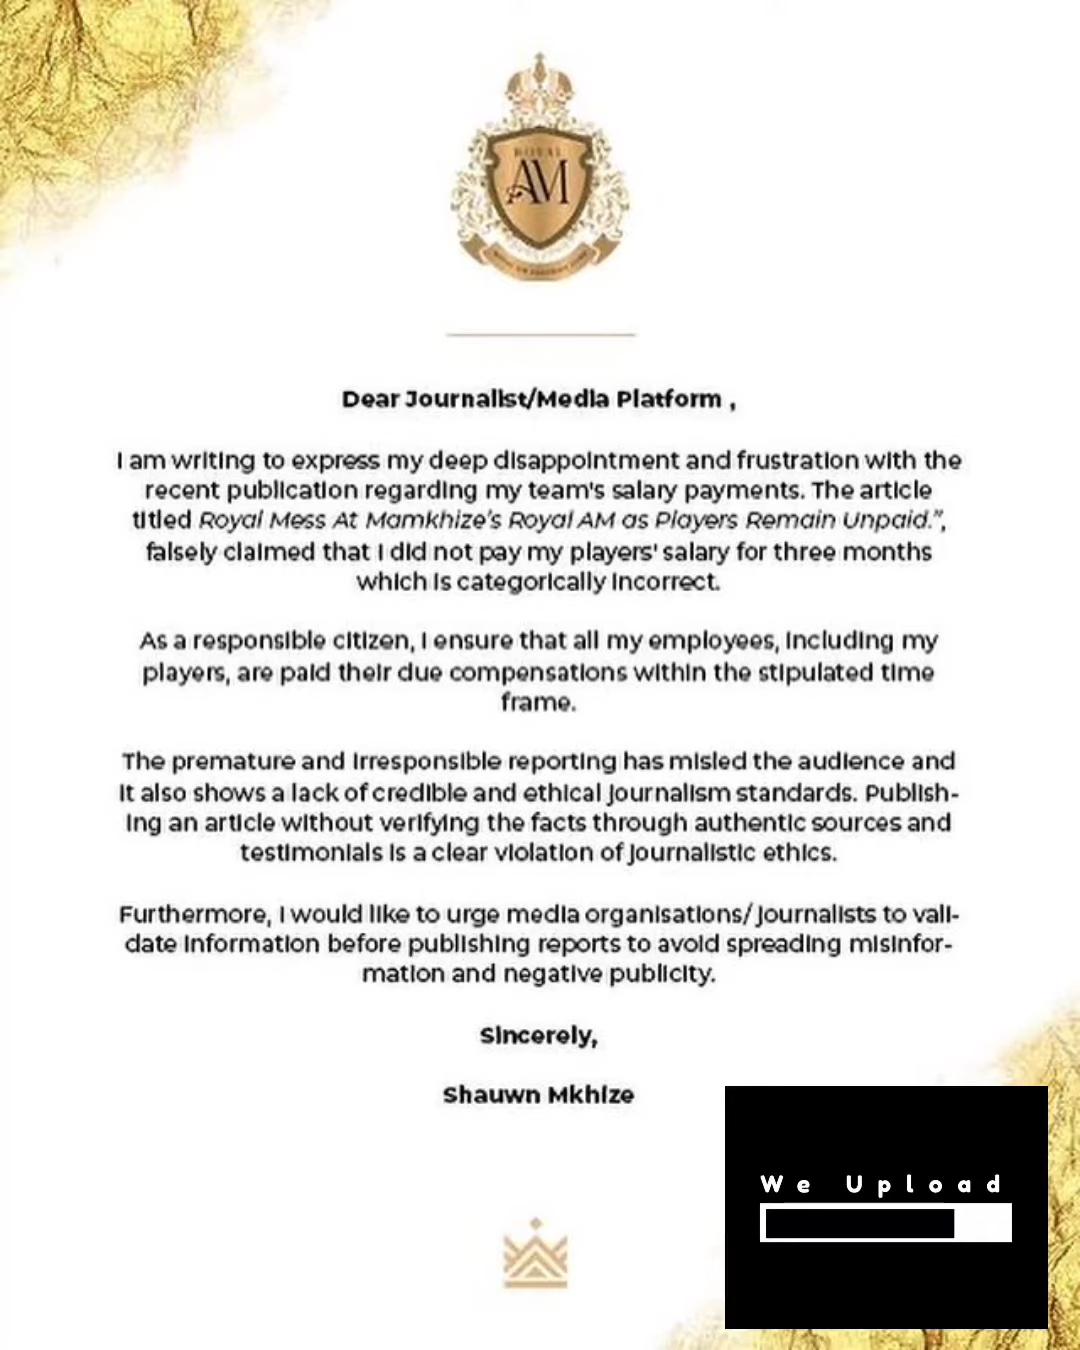 ROYAL
AM
Dear Journalist/Media Platform ,
I am writing to express my deep disappointment and frustration with the
recent publication regarding my team's salary payments. The article
titled Royal Mess At Mamkhize's Royal AM as Players Remain Unpaid.”,
falsely claimed that I did not pay my players' salary for three months
which is categorically incorrect.
As a responsible citizen, I ensure that all my employees, including my
players, are paid their due compensations within the stipulated time
frame.
The premature and irresponsible reporting has misled the audience and
it also shows a lack of credible and ethical journalism standards. Publish-
ing an article without verifying the facts through authentic sources and
testimonials is a clear violation of journalistic ethics.
Furthermore, I would like to urge media organisations/ journalists to vali-
date information before publishing reports to avoid spreading misinfor-
mation and negative publicity.
Sincerely,
Shauwn Mkhize
We Upload